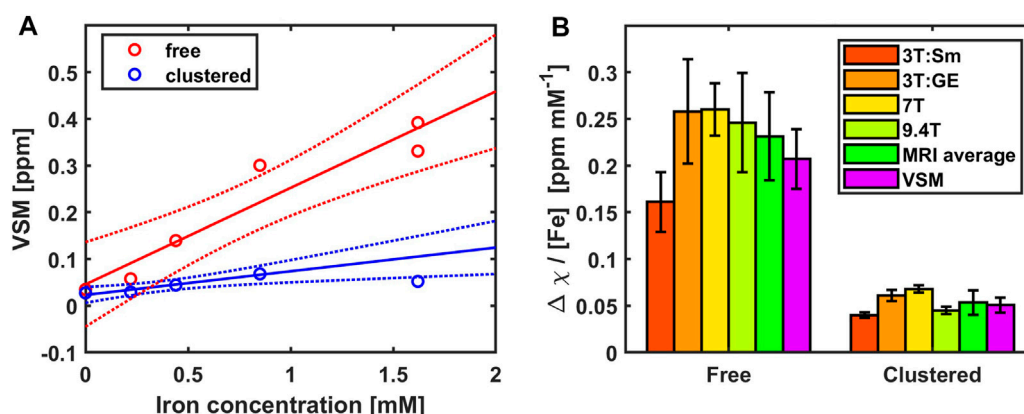 A
VSM [ppm]
0.5
0.4
0.3
0.2
0.1
0
-0.1
0
0.5
1
1.5
2
Iron concentration [mM]
free
clustered
B
Δ χ / [Fe] [ppm mM⁻¹]
0.3
0.25
0.2
0.15
0.1
0.05
0
Free
Clustered
3T:Sm
3T:GE
7T
9.4T
MRI average
VSM